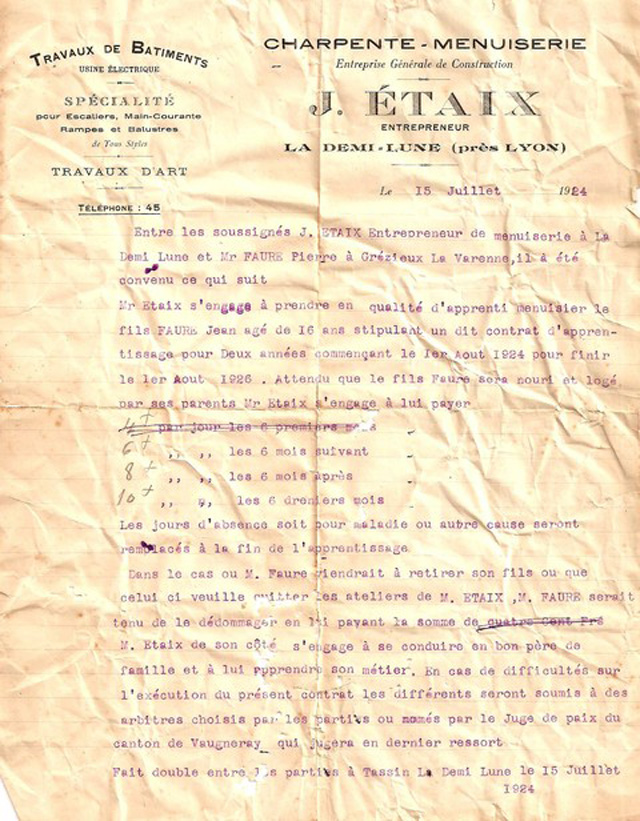 TRAVAUX DE BATIMENTS
USINE ÉLECTRIQUE
SPÉCIALITÉ
pour Escaliers, Main-Courante
Rampes et Balustres
de Tous Styles
TRAVAUX D'ART
TÉLÉPHONE : 45
CHARPENTE - MENUISERIE
Entreprise Générale de Construction
J. ÉTAIX
ENTREPRENEUR
LA DEMI-LUNE (près LYON)
Le 15 Juillet 1924
Entre les soussignés J. ETAIX Entrepreneur de menuiserie à La
Demi Lune et Mr FAURE Pierre à Grézieux La Varenne,il à été
convenu ce qui suit
Mr Etaix s'engage à prendre en qualité d'apprenti menuisier le
fils FAURE Jean agé de 16 ans stipulant un dit contrat d'appren-
tissage pour Deux années commençant le 1er Aout 1924 pour finir
le 1er Aout 1926 . Attendu que le fils Faure sera nouri et logé
par ses parents Mr Etaix s'engage à lui payer
4 + par jour les 6 premiers mois
6 + ,, ,, les 6 mois suivant
8 + ,, ,, les 6 mois après
10 + ,, ,, les 6 dreniers mois
Les jours d'absence soit pour maladie ou autre cause seront
remplacés à la fin de l'apprentissage
Dans le cas ou M. Faure viendrait à retirer son fils ou que
celui ci veuille quitter les ateliers de M. ETAIX ,M. FAURE serait
tenu de le dédommager en lui payant la somme de quatre Cent Frs
M. Etaix de son côté s'engage à se conduire en bon père de
famille et à lui apprendre son métier. En cas de difficultés sur
l'exécution du présent contrat les différents seront soumis à des
arbitres choisis par les parties ou només par le Juge de paix du
canton de Vaugneray qui jugera en dernier ressort
Fait double entre les parties à Tassin La Demi Lune le 15 Juillet
1924